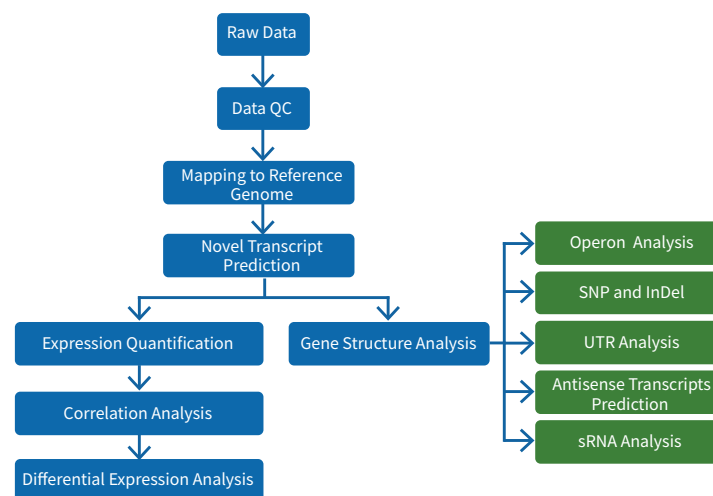 Raw Data
Data QC
Mapping to Reference
Genome
Novel Transcript
Prediction
Expression Quantification
Gene Structure Analysis
Correlation Analysis
Differential Expression Analysis
Operon Analysis
SNP and InDel
UTR Analysis
Antisense Transcripts
Prediction
sRNA Analysis